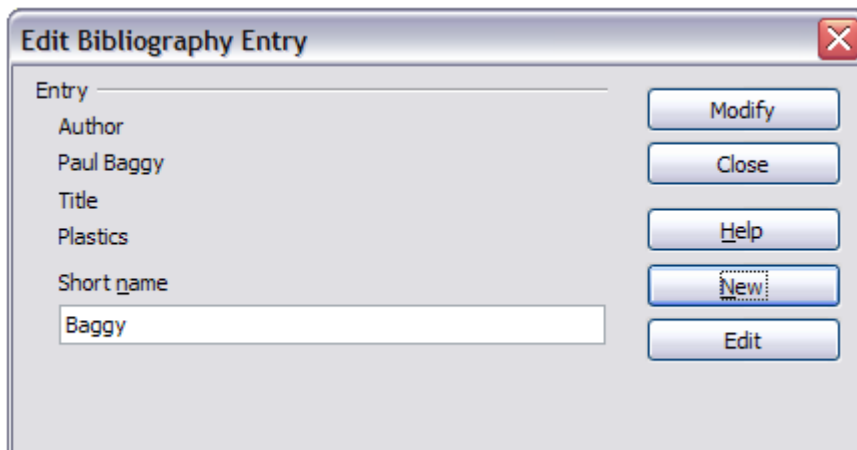 Edit Bibliography Entry
Entry
Author
Paul Baggy
Title
Plastics
Short name
Baggy
Modify
Close
Help
New
Edit